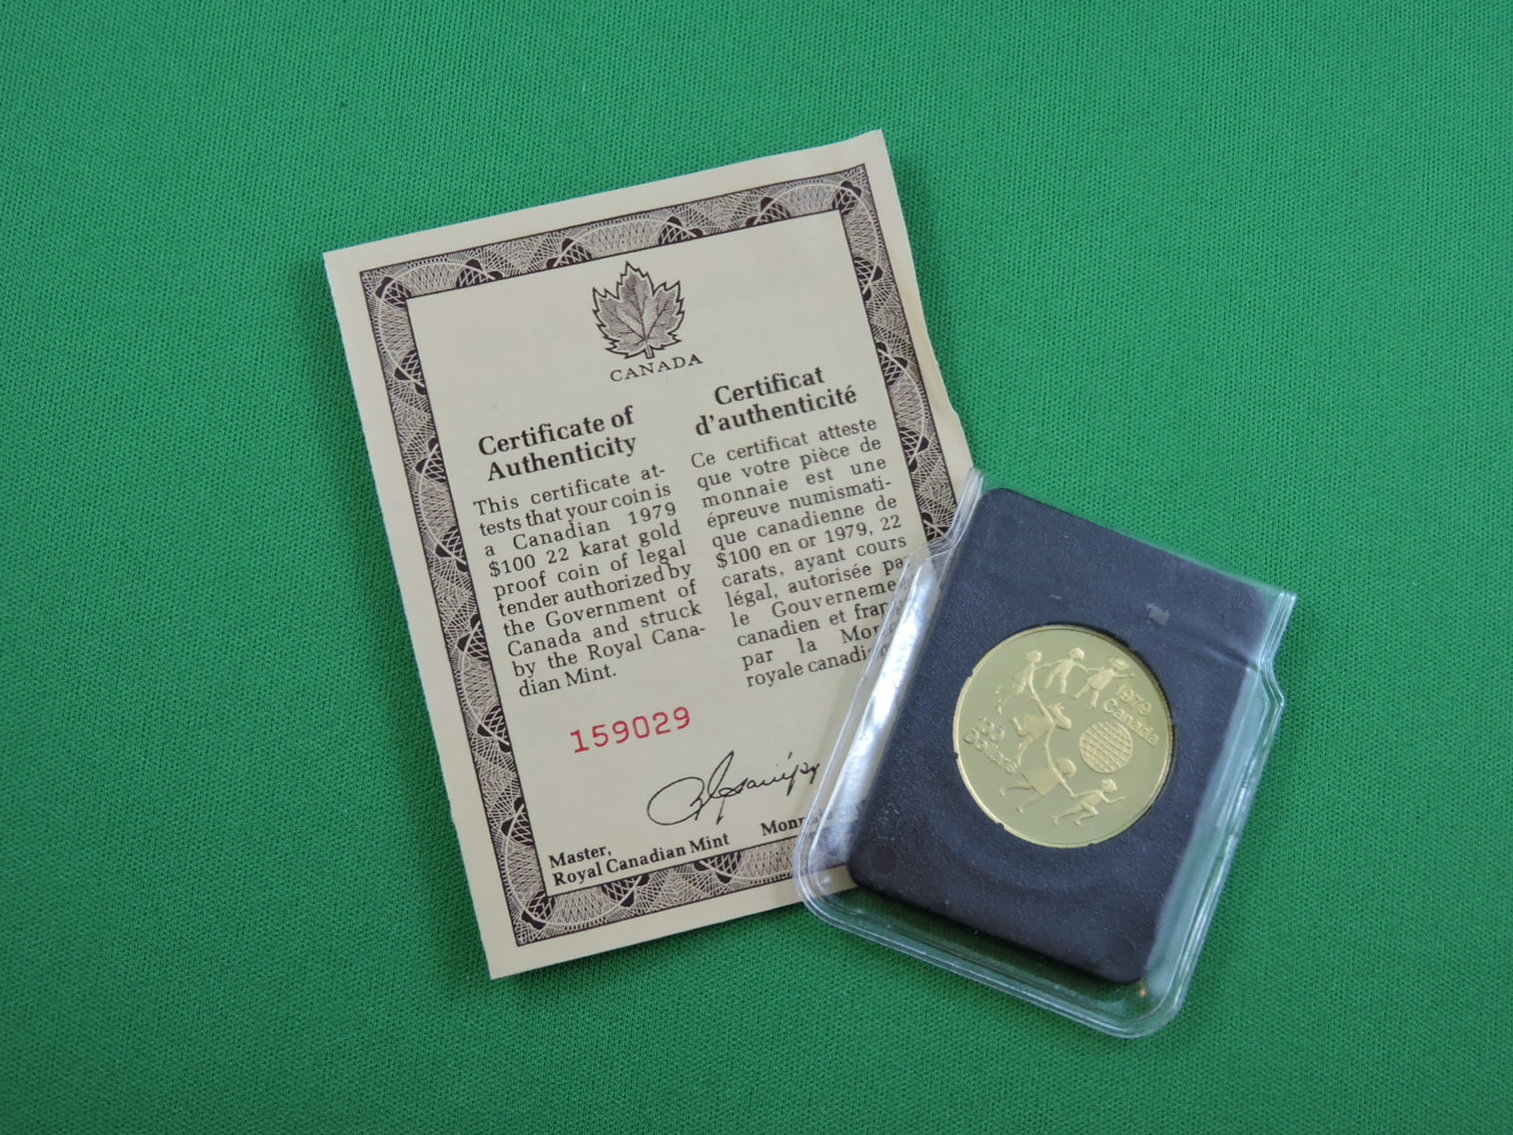 CANADA
Certificate of
Authenticity
This certificate at-
tests that your coin is
a Canadian 1979
$100 22 karat gold
proof coin of legal
tender authorized by
the Government of
Canada and struck
by the Royal Cana-
dian Mint.
Certificat
d'authenticité
Ce certificat atteste
que votre pièce de
monnaie est une
épreuve numismati-
que canadienne de
$100 en or 1979, 22
carats, ayant cours
légal, autorisée
le
canadien et
par la
royale
159029
Master,
Royal Canadian Mint
1979
Canada
100
Dollars